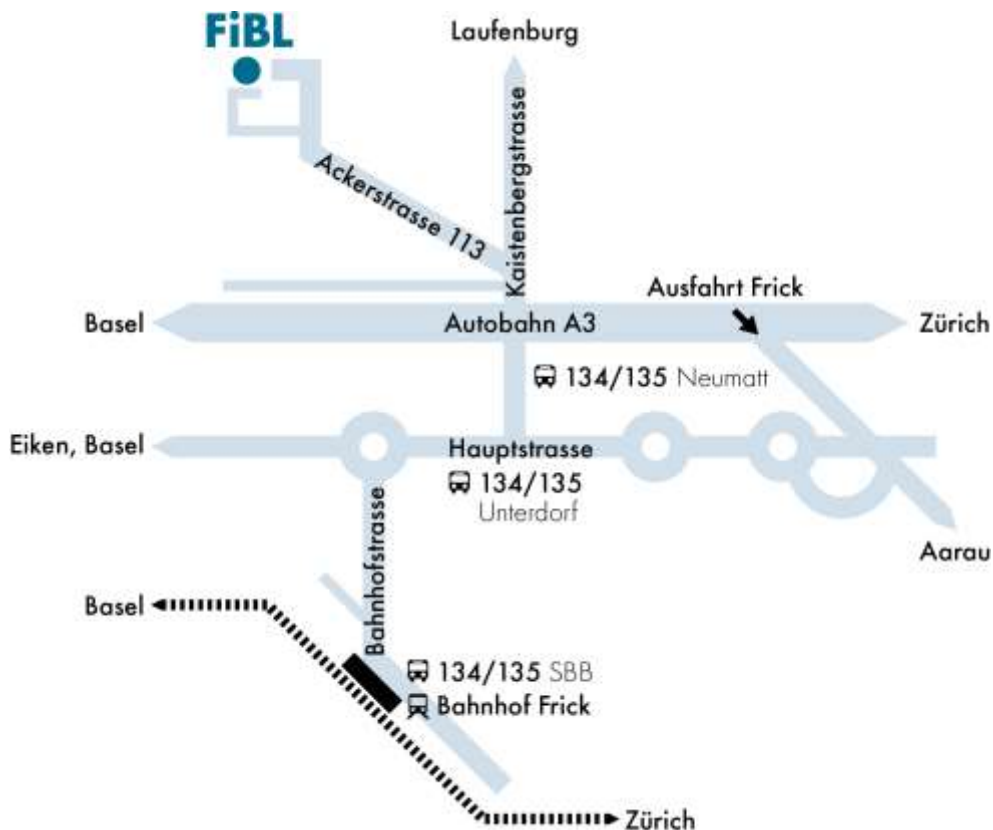 FiBL
Laufenburg
Kaistenbergstrasse
Ackerstrasse 113
Ausfahrt Frick
Basel
Autobahn A3
Zürich
134/135 Neumatt
Eiken, Basel
Hauptstrasse
134/135
Unterdorf
Aarau
Bahnhofstrasse
Basel
134/135 SBB
Bahnhof Frick
Zürich